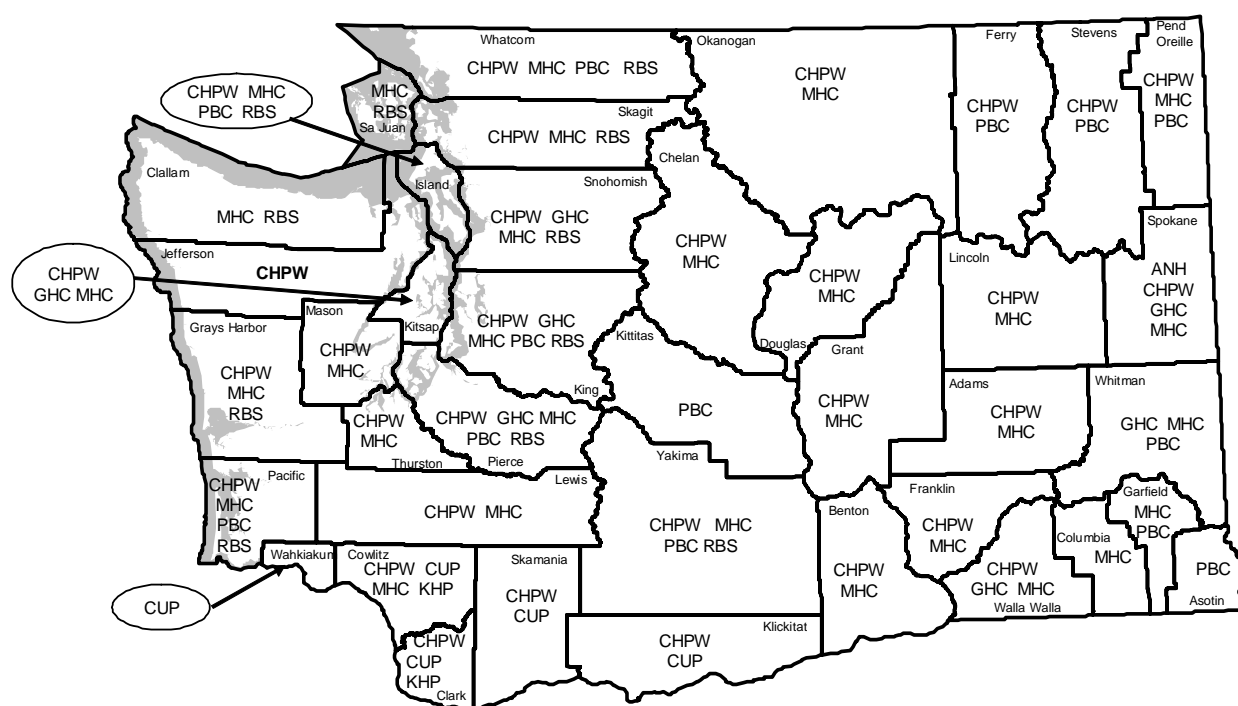 Whatcom
CHPW MHC PBC RBS
Okanogan
CHPW
MHC
Ferry
CHPW
PBC
Stevens
CHPW
PBC
Pend
Oreille
CHPW
MHC
PBC
CHPW MHC
PBC RBS
MHC
RBS
Sa Juan
Skagit
CHPW MHC RBS
Chelan
CHPW
MHC
Clallam
MHC RBS
Island
Snohomish
CHPW GHC
MHC RBS
Jefferson
CHPW
CHPW
GHC MHC
Kitsap
Mason
CHPW
MHC
Grays Harbor
CHPW
MHC
RBS
CHPW GHC
MHC PBC RBS
King
Kittitas
PBC
CHPW
MHC
Douglas
Grant
CHPW
MHC
Lincoln
CHPW
MHC
Spokane
ANH
CHPW
GHC
MHC
Adams
CHPW
MHC
Whitman
GHC MHC
PBC
CHPW
MHC
Thurston
CHPW GHC MHC
PBC RBS
Pierce
Pacific
CHPW
MHC
PBC
RBS
Lewis
CHPW MHC
Yakima
CHPW MHC
PBC RBS
Benton
CHPW
MHC
Franklin
CHPW
MHC
CHPW
GHC MHC
Walla Walla
Columbia
MHC
Garfield
MHC
PBC
PBC
Asotin
Wahkiakun
CUP
Cowlitz
CHPW CUP
MHC KHP
Skamania
CHPW
CUP
CHPW
CUP
KHP
Clark
Klickitat
CHPW
CUP